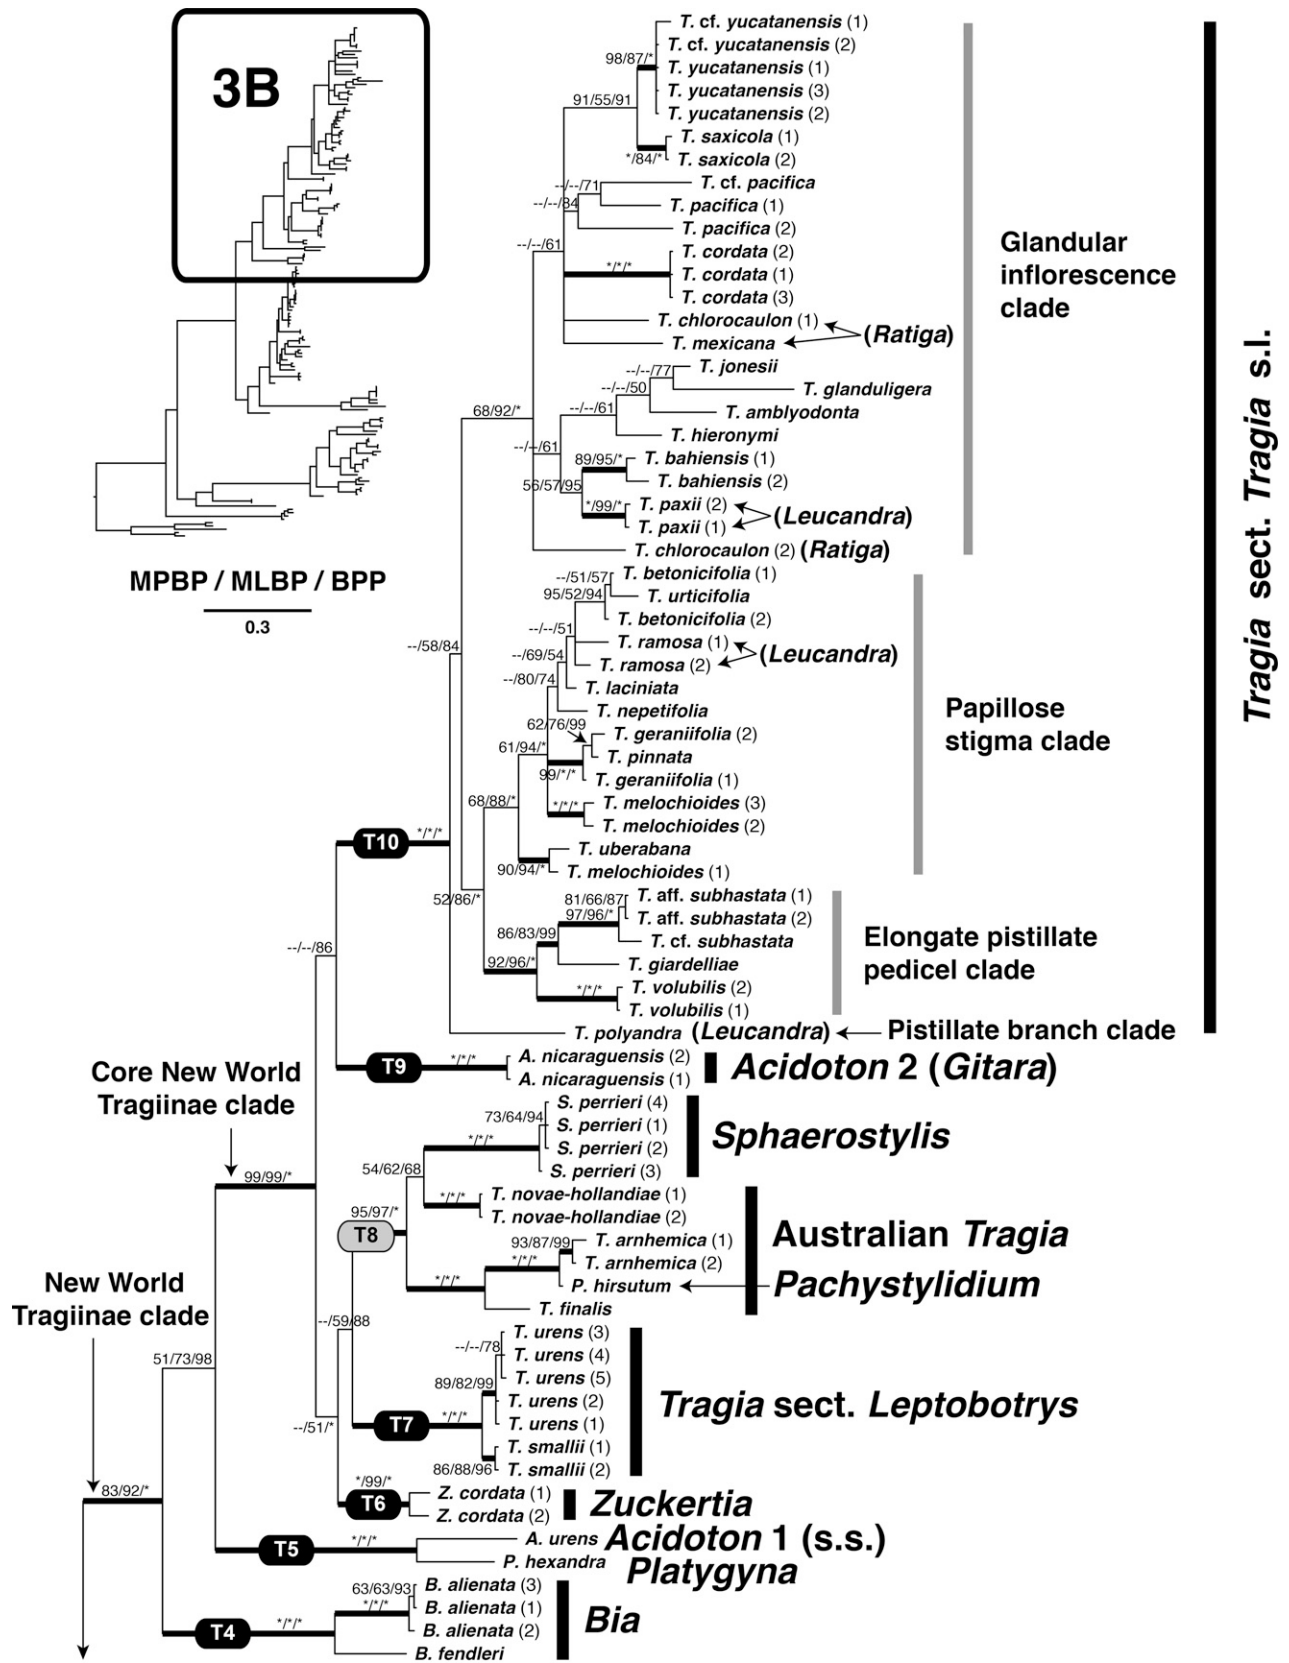 3B
MPBP / MLBP / BPP
0.3
98/87/*
T. cf. yucatanensis (1)
T. cf. yucatanensis (2)
T. yucatanensis (1)
T. yucatanensis (3)
T. yucatanensis (2)
91/55/91
T. saxicola (1)
*/84/*
T. saxicola (2)
--/--/71
T. cf. pacifica
--/--/84
T. pacifica (1)
T. pacifica (2)
--/--/61
T. cordata (2)
*/*/*
T. cordata (1)
T. cordata (3)
T. chlorocaulon (1)
T. mexicana
(Ratiga)
T. jonesii
--/--/77
T. glanduligera
--/--/50
T. amblyodonta
--/--/61
T. hieronymi
68/92/*
--/--/61
89/95/*
T. bahiensis (1)
T. bahiensis (2)
56/57/95
*/99/*
T. paxii (2)
T. paxii (1)
(Leucandra)
T. chlorocaulon (2) (Ratiga)
Glandular
inflorescence
clade
--/51/57
T. betonicifolia (1)
95/52/94
T. urticifolia
T. betonicifolia (2)
--/--/51
T. ramosa (1)
T. ramosa (2)
(Leucandra)
--/69/54
T. laciniata
--/80/74
T. nepetifolia
62/76/99
T. geraniifolia (2)
T. pinnata
T. geraniifolia (1)
61/94/*
99/*/*
T. melochioides (3)
*/*/*
T. melochioides (2)
68/88/*
T. uberabana
90/94/*
T. melochioides (1)
Papillose
stigma clade
--/58/84
T10
*/*/*
52/86/*
81/66/87
T. aff. subhastata (1)
97/96/*
T. aff. subhastata (2)
T. cf. subhastata
86/83/99
T. giardelliae
92/96/*
T. volubilis (2)
*/*/*
T. volubilis (1)
Elongate pistillate
pedicel clade
T. polyandra (Leucandra)
Pistillate branch clade
Tragia sect. Tragia s.l.
--/--/86
T9
*/*/*
A. nicaraguensis (2)
A. nicaraguensis (1)
Acidoton 2 (Gitara)
Core New World
Tragiinae clade
99/99/*
73/64/94
S. perrieri (4)
S. perrieri (1)
*/*/*
S. perrieri (2)
S. perrieri (3)
Sphaerostylis
54/62/68
T. novae-hollandiae (1)
*/*/*
T. novae-hollandiae (2)
95/97/*
T8
93/87/99
T. arnhemica (1)
*/*/*
T. arnhemica (2)
P. hirsutum
*/*/*
T. finalis
Australian Tragia
Pachystylidium
New World
Tragiinae clade
--/59/88
--/--/78
T. urens (3)
T. urens (4)
T. urens (5)
89/82/99
T. urens (2)
T7
*/*/*
T. urens (1)
T. smallii (1)
86/88/96
T. smallii (2)
Tragia sect. Leptobotrys
51/73/98
--/51/*
*/99/*
T6
Z. cordata (1)
Z. cordata (2)
Zuckertia
83/92/*
T5
*/*/*
A. urens Acidoton 1 (s.s.)
P. hexandra Platygyna
63/63/93
B. alienata (3)
*/*/*
B. alienata (1)
T4
*/*/*
B. alienata (2)
B. fendleri
Bia